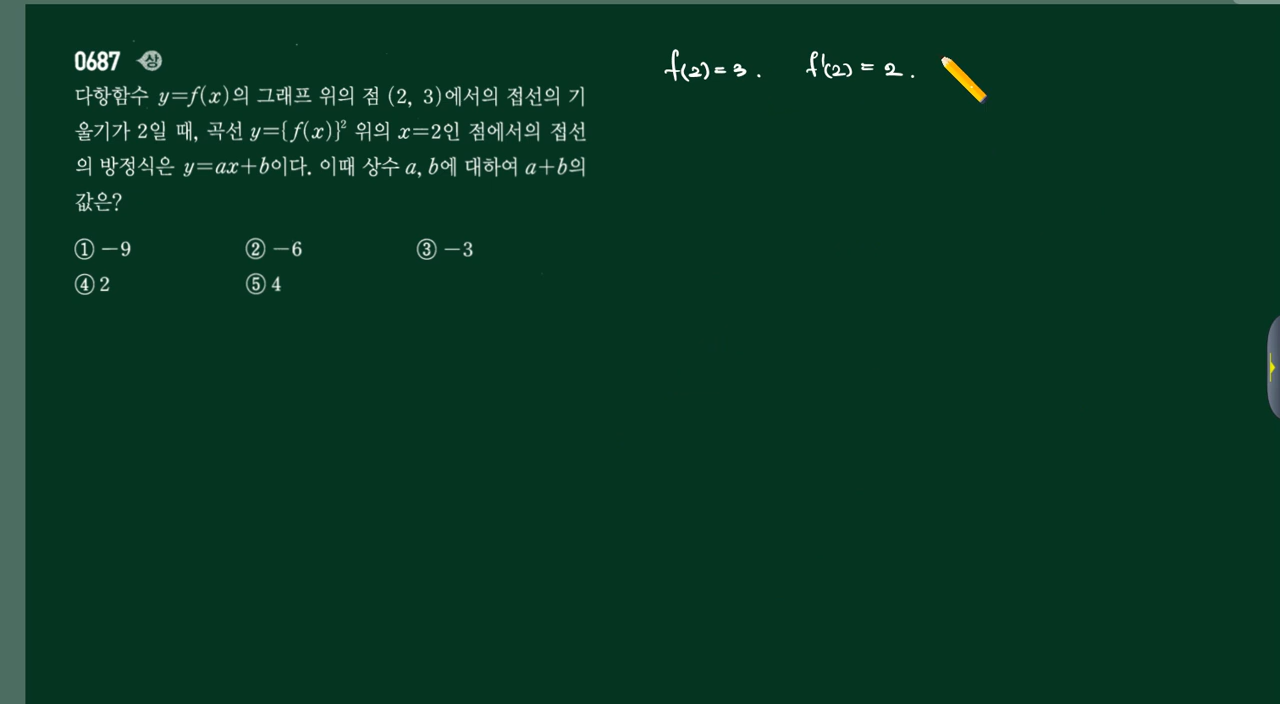 0687 상
다항함수 y=f(x)의 그래프 위의 점 (2, 3)에서의 접선의 기
울기가 2일 때, 곡선 y={f(x)}² 위의 x=2인 점에서의 접선
의 방정식은 y=ax+b이다. 이때 상수 a, b에 대하여 a+b의
값은?
① −9 ② −6 ③ −3
④ 2 ⑤ 4
f(2)=3. f'(2)=2.